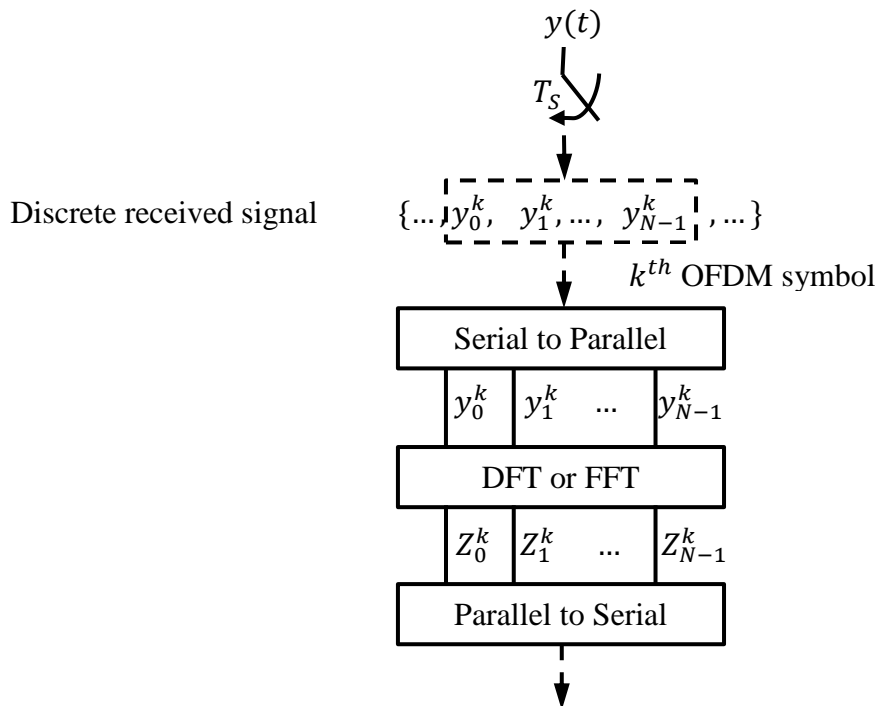 y(t)
T_S
Discrete received signal {…, y_0^k, y_1^k, …, y_{N−1}^k , …}
k^{th} OFDM symbol
Serial to Parallel
y_0^k y_1^k … y_{N−1}^k
DFT or FFT
Z_0^k Z_1^k … Z_{N−1}^k
Parallel to Serial